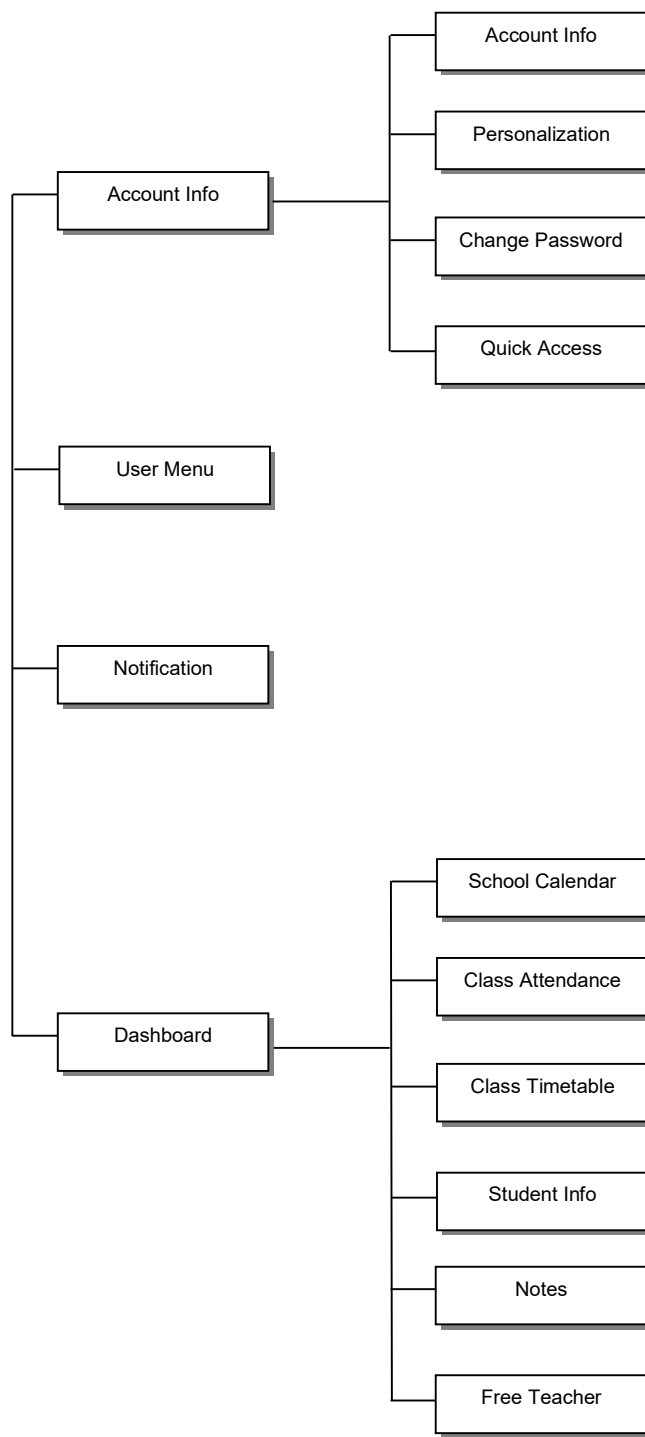 Account Info
Personalization
Account Info
Change Password
Quick Access
User Menu
Notification
School Calendar
Class Attendance
Dashboard
Class Timetable
Student Info
Notes
Free Teacher